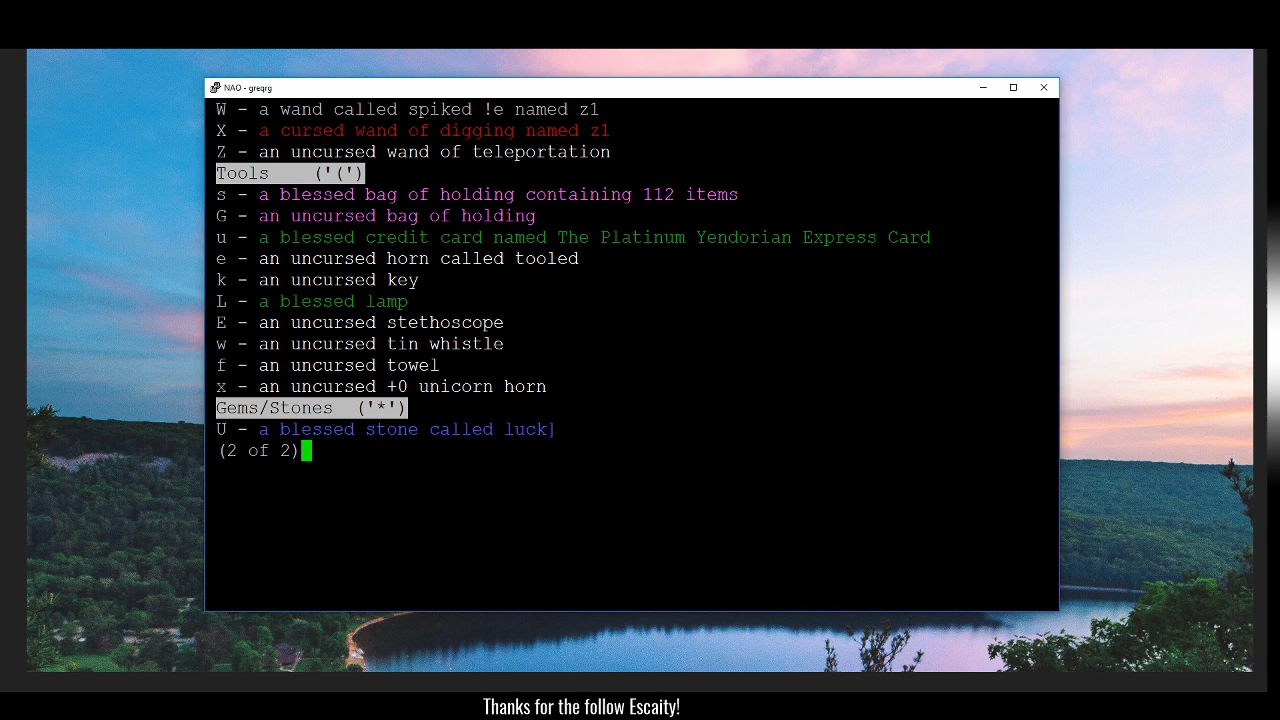 NAO - greqrg
W - a wand called spiked !e named z1
X - a cursed wand of digging named z1
Z - an uncursed wand of teleportation
Tools ('(')
s - a blessed bag of holding containing 112 items
G - an uncursed bag of holding
u - a blessed credit card named The Platinum Yendorian Express Card
e - an uncursed horn called tooled
k - an uncursed key
L - a blessed lamp
E - an uncursed stethoscope
w - an uncursed tin whistle
f - an uncursed towel
x - an uncursed +0 unicorn horn
Gems/Stones ('*')
U - a blessed stone called luck]
(2 of 2)
Thanks for the follow Escaity!